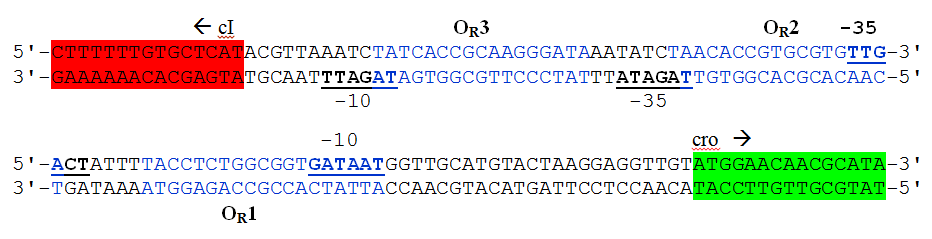 ← cI OR3 OR2 -35
5'-CTTTTTTGTGCTCATACGTTAAATCTATCACCGCAAGGGATAAATATCTAACACCGTGCGTGTTG-3'
3'-GAAAAAACACGAGTATGCAATTTAGATAGTGGCGTTCCCTATTTATAGATTGTGGCACGCACAAC-5'
-10 -35
-10 cro →
5'-ACTATTTTACCTCTGGCGGTGATAATGGTTGCATGTACTAAGGAGGTTGTATGGAACAACGCATA-3'
3'-TGATAAAATGGAGACCGCCACTATTACCAACGTACATGATTCCTCCAACATACCTTGTTGCGTAT-5'
OR1